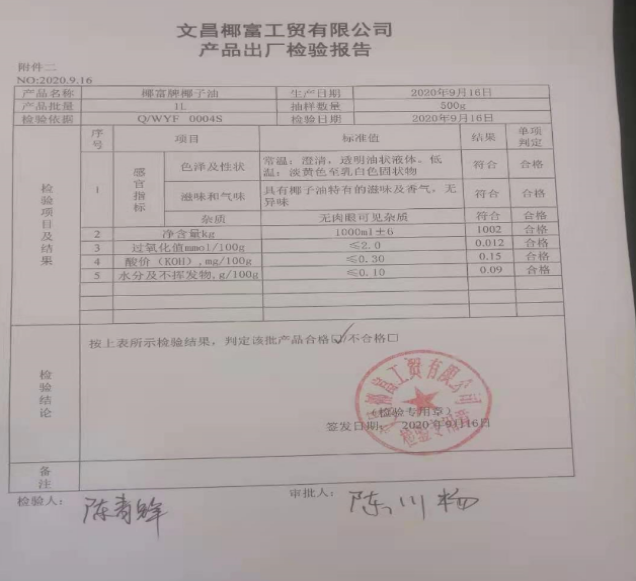 文昌椰富工贸有限公司
产品出厂检验报告
附件二
NO:2020.9.16
产品名称 椰富牌椰子油 生产日期 2020年9月16日
产品批量 1L 抽样数量 500g
检验依据 Q/WYF 0004S 检验日期 2020年9月16日
检验项目及结果
序号 项目 标准值 结果 单项判定
1 感官指标 色泽及性状 常温：澄清，透明油状液体。低温：淡黄色至乳白色固状物 符合 合格
滋味和气味 具有椰子油特有的滋味及香气，无异味 符合 合格
杂质 无肉眼可见杂质 符合 合格
2 净含量kg 1000ml±6 1002 合格
3 过氧化值mmol/100g ≤2.0 0.012 合格
4 酸价（KOH）,mg/100g ≤0.30 0.15 合格
5 水分及不挥发物,g/100g ≤0.10 0.09 合格
检验结论
按上表所示检验结果，判定该批产品合格☑/不合格□
椰富工贸有限公司
检验专用章
（检验专用章）
签发日期： 2020年9月16日
备注
检验人： 陈青 审批人： 陈川